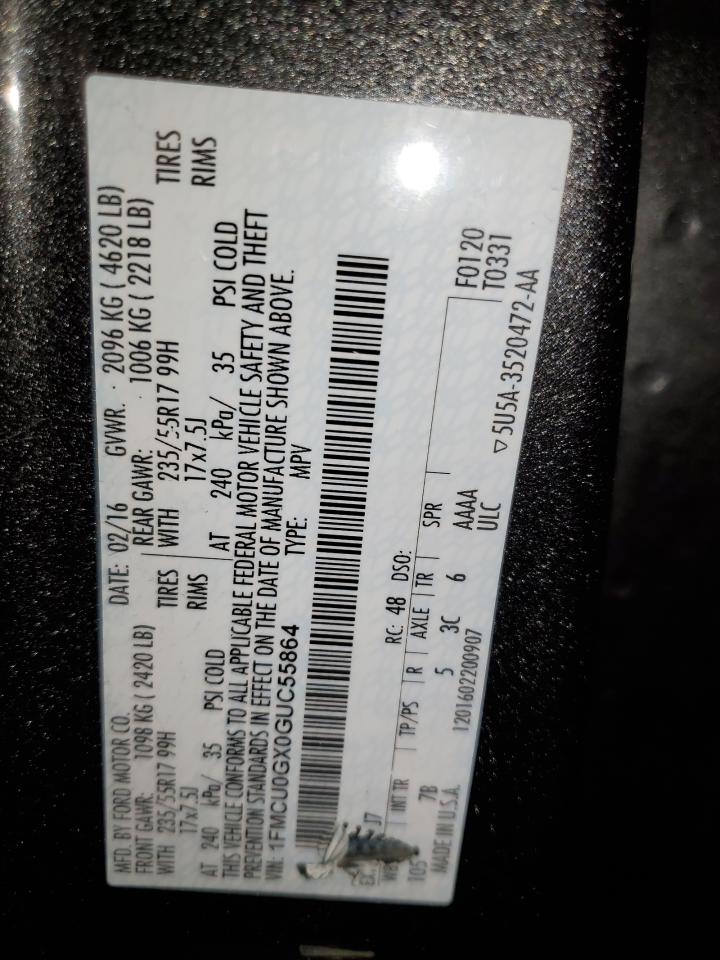 MFD. BY FORD MOTOR CO. DATE: 02/16 GVWR: 2096 KG ( 4620 LB)
FRONT GAWR: 1098 KG ( 2420 LB) REAR GAWR: 1006 KG ( 2218 LB)
WITH 235/55R17 99H TIRES WITH 235/55R17 99H TIRES
17x7.5J RIMS 17x7.5J RIMS
AT 240 kPa/ 35 PSI COLD AT 240 kPa/ 35 PSI COLD
THIS VEHICLE CONFORMS TO ALL APPLICABLE FEDERAL MOTOR VEHICLE SAFETY AND THEFT
PREVENTION STANDARDS IN EFFECT ON THE DATE OF MANUFACTURE SHOWN ABOVE.
VIN: 1FMCU0GX0GUC55864 TYPE: MPV
J7 RC: 48 DSO: F0120
WB INT TR TP/PS R AXLE TR SPR T0331
105 7B 5 3C 6 AAAA
ULC
MADE IN U.S.A. 1201602200907 ▽5U5A-3520472-AA